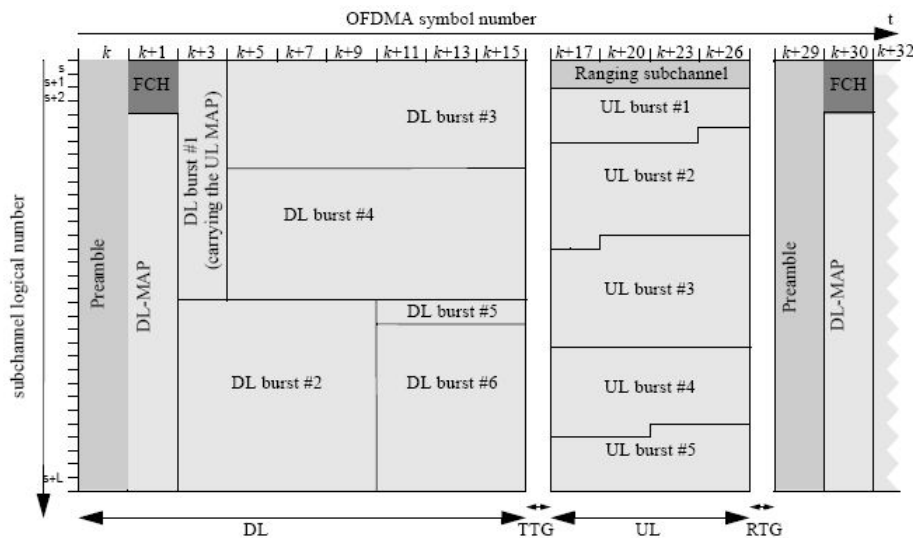 OFDMA symbol number t
k k+1 k+3 k+5 k+7 k+9 k+11 k+13 k+15 k+17 k+20 k+23 k+26 k+29 k+30 k+32
s
s+1
s+2
s+L
subchannel logical number
Preamble
FCH
DL-MAP
DL burst #1
(carrying the UL MAP)
DL burst #3
DL burst #4
DL burst #2
DL burst #5
DL burst #6
Ranging subchannel
UL burst #1
UL burst #2
UL burst #3
UL burst #4
UL burst #5
Preamble
FCH
DL-MAP
DL TTG UL RTG